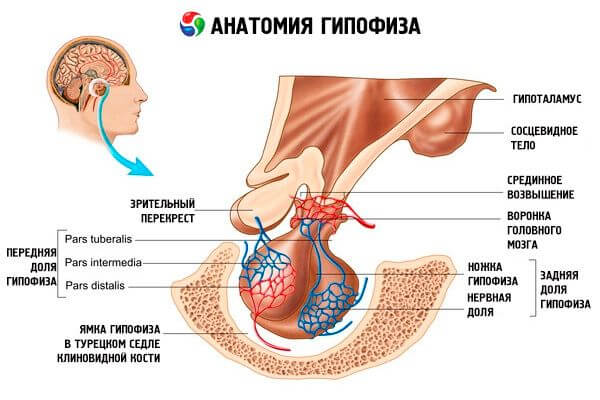 АНАТОМИЯ ГИПОФИЗА
ГИПОТАЛАМУС
СОСЦЕВИДНОЕ
ТЕЛО
СРЕДИННОЕ
ВОЗВЫШЕНИЕ
ВОРОНКА
ГОЛОВНОГО
МОЗГА
ЗРИТЕЛЬНЫЙ
ПЕРЕКРЕСТ
ПЕРЕДНЯЯ
ДОЛЯ
ГИПОФИЗА
Pars tuberalis
Pars intermedia
Pars distalis
НОЖКА
ГИПОФИЗА
НЕРВНАЯ
ДОЛЯ
ЗАДНЯЯ
ДОЛЯ
ГИПОФИЗА
ЯМКА ГИПОФИЗА
В ТУРЕЦКОМ СЕДЛЕ
КЛИНОВИДНОЙ КОСТИ